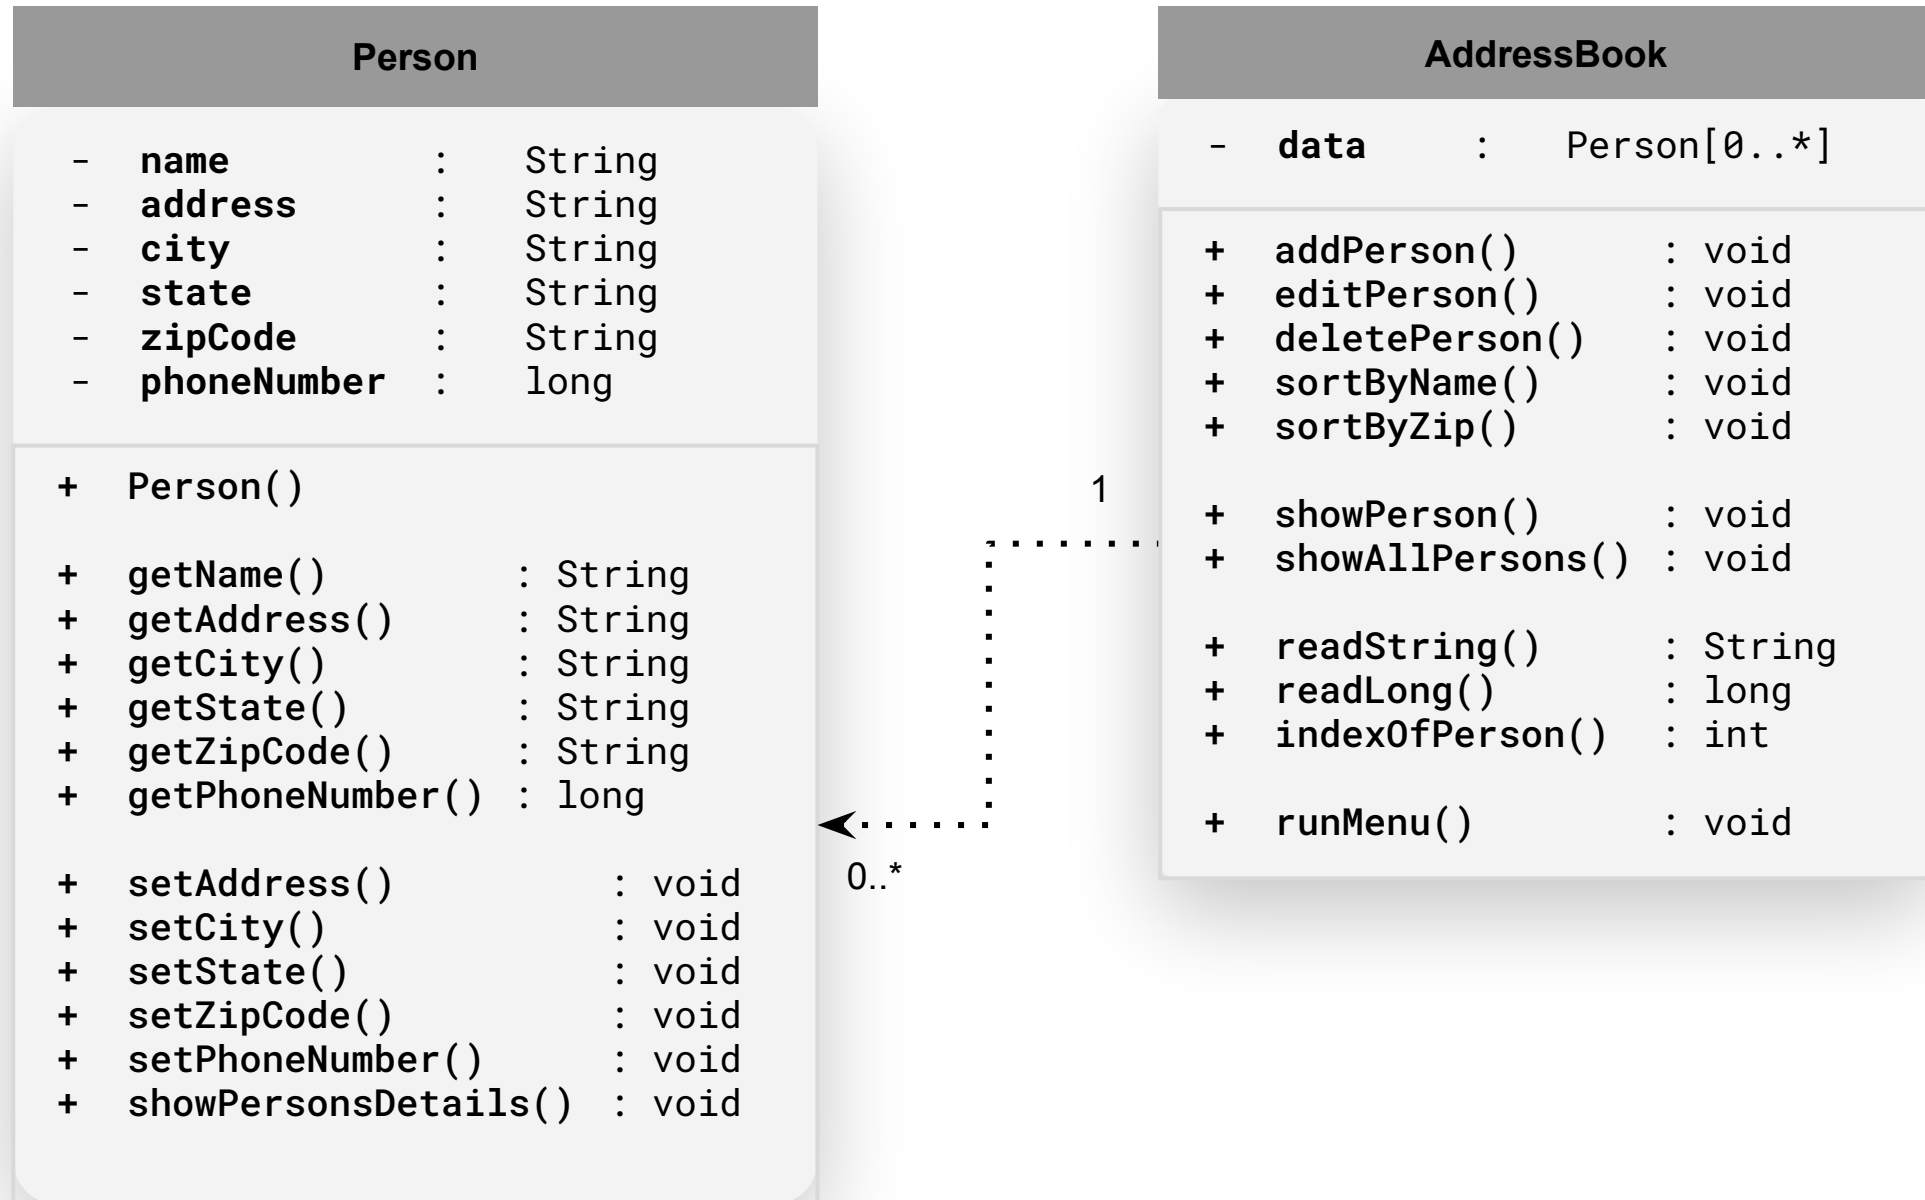 Person
- name : String
- address : String
- city : String
- state : String
- zipCode : String
- phoneNumber : long
+ Person()
+ getName() : String
+ getAddress() : String
+ getCity() : String
+ getState() : String
+ getZipCode() : String
+ getPhoneNumber() : long
+ setAddress() : void
+ setCity() : void
+ setState() : void
+ setZipCode() : void
+ setPhoneNumber() : void
+ showPersonsDetails() : void
1
0..*
AddressBook
- data : Person[0..*]
+ addPerson() : void
+ editPerson() : void
+ deletePerson() : void
+ sortByName() : void
+ sortByZip() : void
+ showPerson() : void
+ showAllPersons() : void
+ readString() : String
+ readLong() : long
+ indexOfPerson() : int
+ runMenu() : void